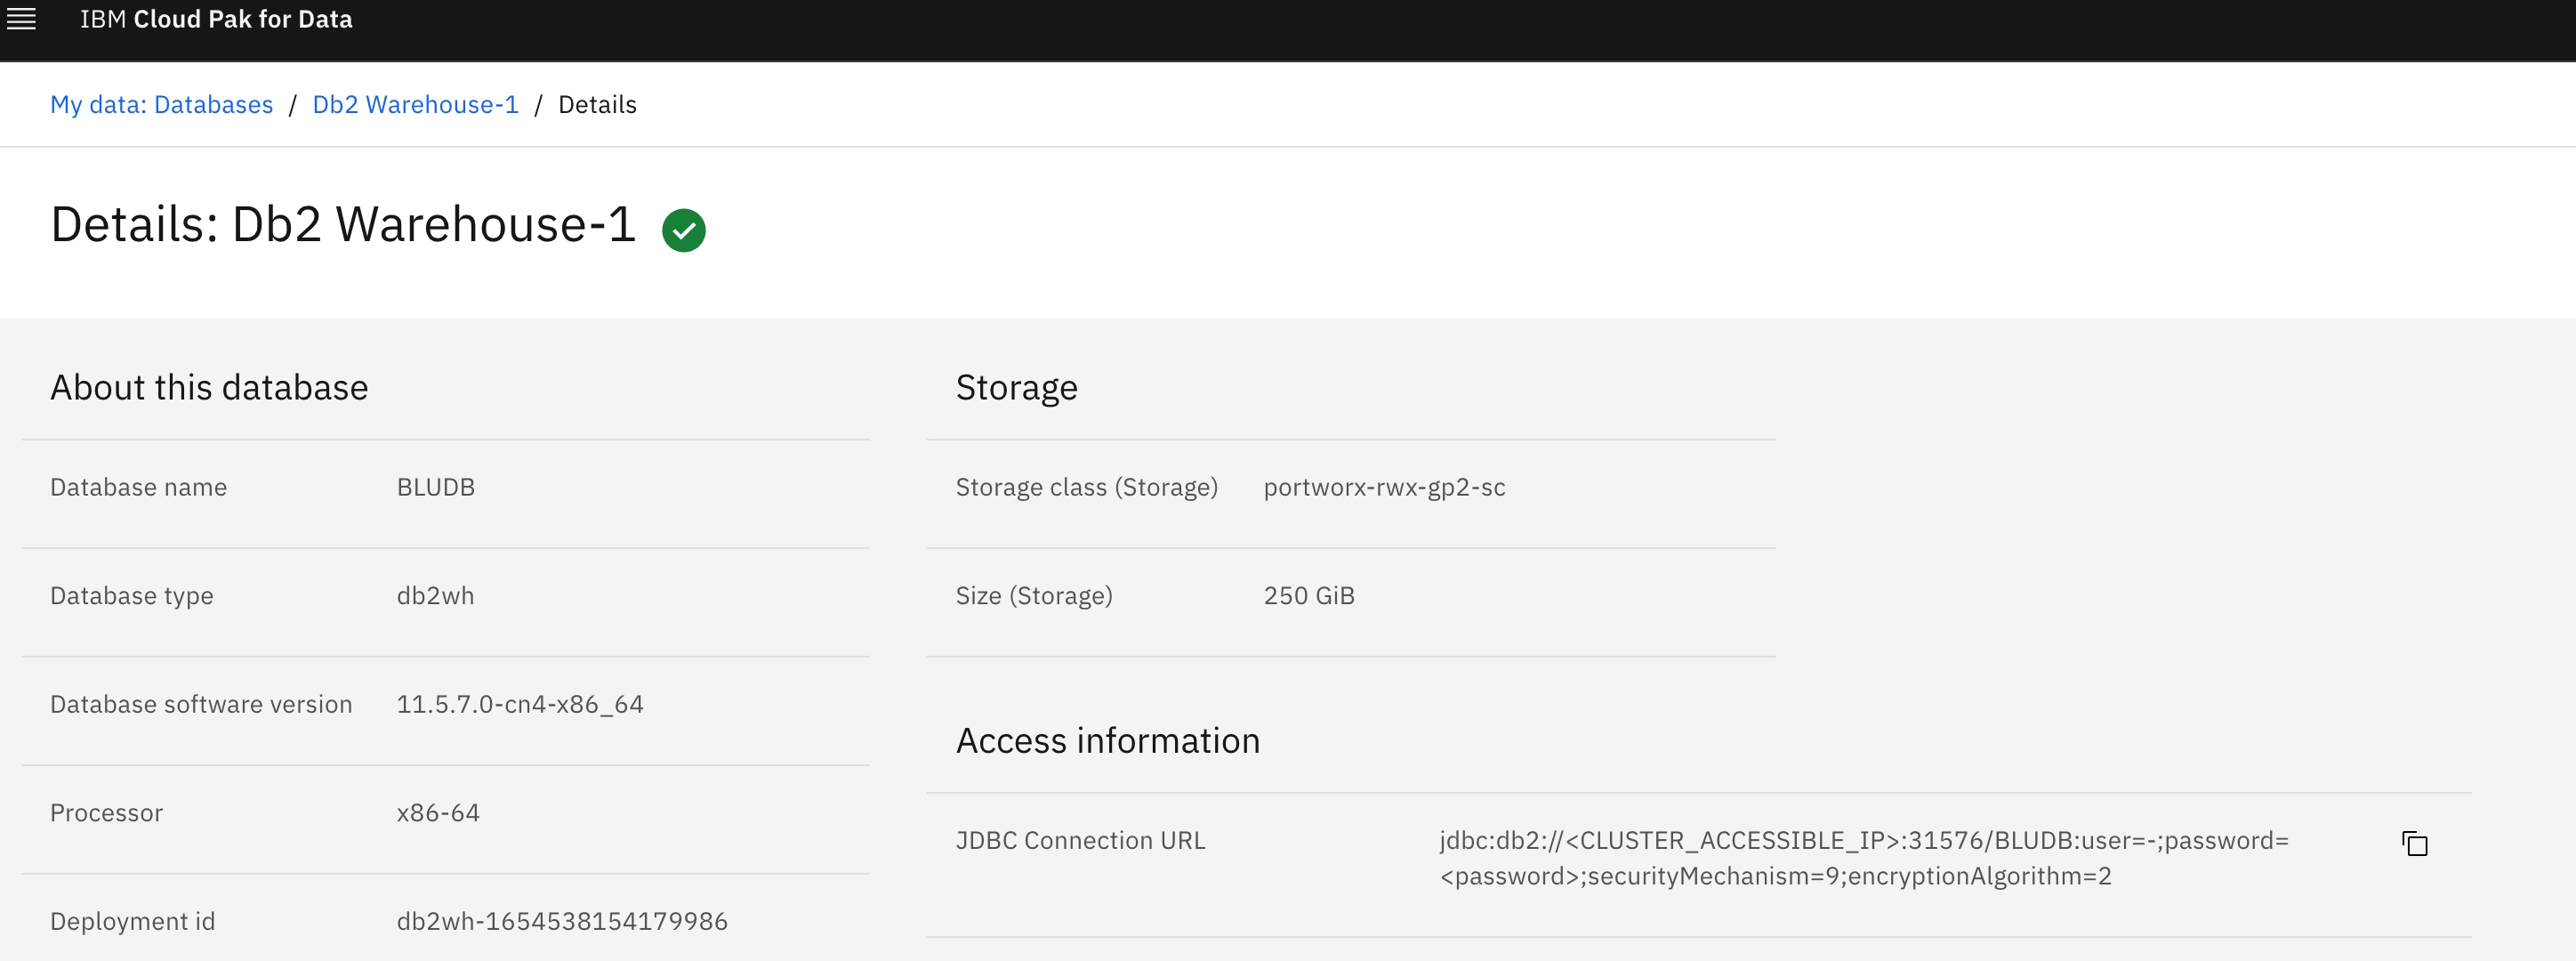 IBM Cloud Pak for Data
My data: Databases / Db2 Warehouse-1 / Details
Details: Db2 Warehouse-1
About this database
Database name BLUDB
Database type db2wh
Database software version 11.5.7.0-cn4-x86_64
Processor x86-64
Deployment id db2wh-1654538154179986
Storage
Storage class (Storage) portworx-rwx-gp2-sc
Size (Storage) 250 GiB
Access information
JDBC Connection URL jdbc:db2://<CLUSTER_ACCESSIBLE_IP>:31576/BLUDB:user=-;password=
<password>;securityMechanism=9;encryptionAlgorithm=2